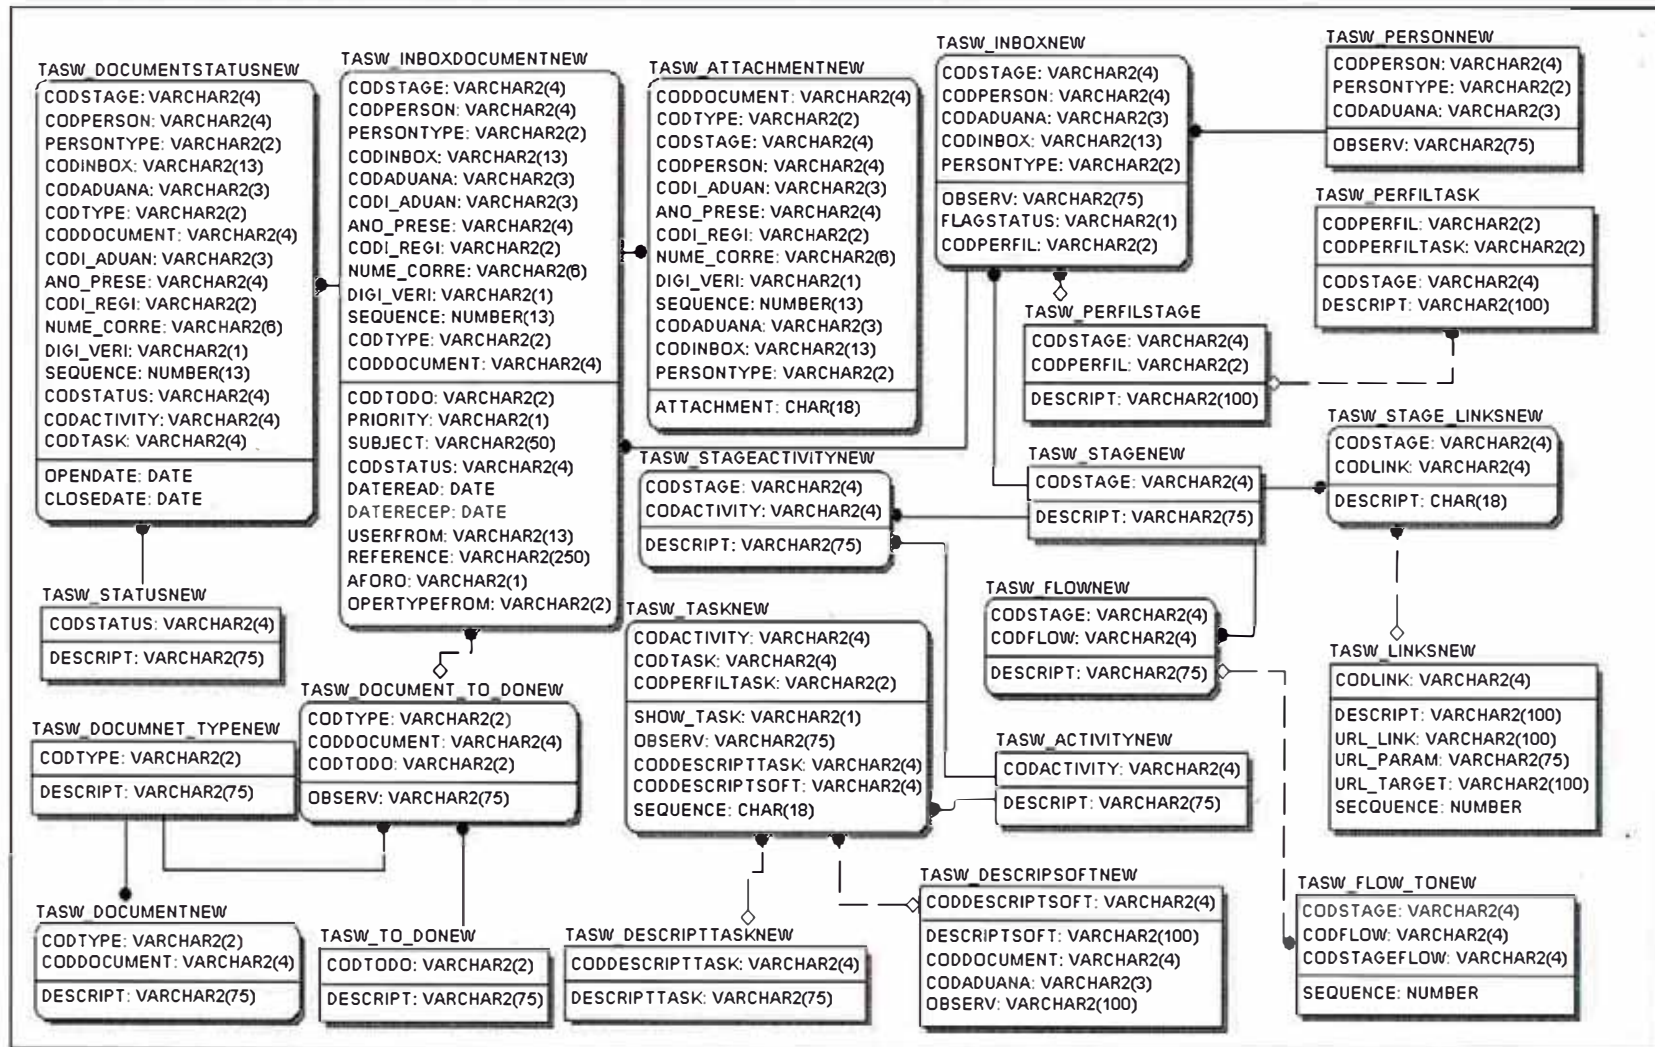 TASW_DOCUMENTSTATUSNEW
CODSTAGE: VARCHAR2(4)
CODPERSON: VARCHAR2(4)
PERSONTYPE: VARCHAR2(2)
CODINBOX: VARCHAR2(13)
CODADUANA: VARCHAR2(3)
CODTYPE: VARCHAR2(2)
CODDOCUMENT: VARCHAR2(4)
CODI_ADUAN: VARCHAR2(3)
ANO_PRESE: VARCHAR2(4)
CODI_REGI: VARCHAR2(2)
NUME_CORRE: VARCHAR2(6)
DIGI_VERI: VARCHAR2(1)
SEQUENCE: NUMBER(13)
CODSTATUS: VARCHAR2(4)
CODACTIVITY: VARCHAR2(4)
CODTASK: VARCHAR2(4)
OPENDATE: DATE
CLOSEDATE: DATE
TASW_INBOXDOCUMENTNEW
CODSTAGE: VARCHAR2(4)
CODPERSON: VARCHAR2(4)
PERSONTYPE: VARCHAR2(2)
CODINBOX: VARCHAR2(13)
CODADUANA: VARCHAR2(3)
CODI_ADUAN: VARCHAR2(3)
ANO_PRESE: VARCHAR2(4)
CODI_REGI: VARCHAR2(2)
NUME_CORRE: VARCHAR2(6)
DIGI_VERI: VARCHAR2(1)
SEQUENCE: NUMBER(13)
CODTYPE: VARCHAR2(2)
CODDOCUMENT: VARCHAR2(4)
CODTODO: VARCHAR2(2)
PRIORITY: VARCHAR2(1)
SUBJECT: VARCHAR2(50)
CODSTATUS: VARCHAR2(4)
DATEREAD: DATE
DATERECEP: DATE
USERFROM: VARCHAR2(13)
REFERENCE: VARCHAR2(250)
AFORO: VARCHAR2(1)
OPERTYPEFROM: VARCHAR2(2)
TASW_ATTACHMENTNEW
CODDOCUMENT: VARCHAR2(4)
CODTYPE: VARCHAR2(2)
CODSTAGE: VARCHAR2(4)
CODPERSON: VARCHAR2(4)
CODI_ADUAN: VARCHAR2(3)
ANO_PRESE: VARCHAR2(4)
CODI_REGI: VARCHAR2(2)
NUME_CORRE: VARCHAR2(6)
DIGI_VERI: VARCHAR2(1)
SEQUENCE: NUMBER(13)
CODADUANA: VARCHAR2(3)
CODINBOX: VARCHAR2(13)
PERSONTYPE: VARCHAR2(2)
ATTACHMENT: CHAR(18)
TASW_INBOXNEW
CODSTAGE: VARCHAR2(4)
CODPERSON: VARCHAR2(4)
CODADUANA: VARCHAR2(3)
CODINBOX: VARCHAR2(13)
PERSONTYPE: VARCHAR2(2)
OBSERV: VARCHAR2(75)
FLAGSTATUS: VARCHAR2(1)
CODPERFIL: VARCHAR2(2)
TASW_PERSONNEW
CODPERSON: VARCHAR2(4)
PERSONTYPE: VARCHAR2(2)
CODADUANA: VARCHAR2(3)
OBSERV: VARCHAR2(75)
TASW_PERFILTASK
CODPERFIL: VARCHAR2(2)
CODPERFILTASK: VARCHAR2(2)
CODSTAGE: VARCHAR2(4)
DESCRIPT: VARCHAR2(100)
TASW_PERFILSTAGE
CODSTAGE: VARCHAR2(4)
CODPERFIL: VARCHAR2(2)
DESCRIPT: VARCHAR2(100)
TASW_STAGE_LINKSNEW
CODSTAGE: VARCHAR2(4)
CODLINK: VARCHAR2(4)
DESCRIPT: CHAR(18)
TASW_STAGEACTIVITYNEW
CODSTAGE: VARCHAR2(4)
CODACTIVITY: VARCHAR2(4)
DESCRIPT: VARCHAR2(75)
TASW_STAGENEW
CODSTAGE: VARCHAR2(4)
DESCRIPT: VARCHAR2(75)
TASW_STATUSNEW
CODSTATUS: VARCHAR2(4)
DESCRIPT: VARCHAR2(75)
TASW_TASKNEW
CODACTIVITY: VARCHAR2(4)
CODTASK: VARCHAR2(4)
CODPERFILTASK: VARCHAR2(2)
SHOW_TASK: VARCHAR2(1)
OBSERV: VARCHAR2(75)
CODDESCRIPTTASK: VARCHAR2(4)
CODDESCRIPTSOFT: VARCHAR2(4)
SEQUENCE: CHAR(18)
TASW_FLOWNEW
CODSTAGE: VARCHAR2(4)
CODFLOW: VARCHAR2(4)
DESCRIPT: VARCHAR2(75)
TASW_LINKSNEW
CODLINK: VARCHAR2(4)
DESCRIPT: VARCHAR2(100)
URL_LINK: VARCHAR2(100)
URL_PARAM: VARCHAR2(75)
URL_TARGET: VARCHAR2(100)
SECQUENCE: NUMBER
TASW_DOCUMENT_TO_DONEW
CODTYPE: VARCHAR2(2)
CODDOCUMENT: VARCHAR2(4)
CODTODO: VARCHAR2(2)
OBSERV: VARCHAR2(75)
TASW_DOCUMNET_TYPENEW
CODTYPE: VARCHAR2(2)
DESCRIPT: VARCHAR2(75)
TASW_ACTIVITYNEW
CODACTIVITY: VARCHAR2(4)
DESCRIPT: VARCHAR2(75)
TASW_DOCUMENTNEW
CODTYPE: VARCHAR2(2)
CODDOCUMENT: VARCHAR2(4)
DESCRIPT: VARCHAR2(75)
TASW_TO_DONEW
CODTODO: VARCHAR2(2)
DESCRIPT: VARCHAR2(75)
TASW_DESCRIPTTASKNEW
CODDESCRIPTTASK: VARCHAR2(4)
DESCRIPTTASK: VARCHAR2(75)
TASW_DESCRIPSOFTNEW
CODDESCRIPTSOFT: VARCHAR2(4)
DESCRIPTSOFT: VARCHAR2(100)
CODDOCUMENT: VARCHAR2(4)
CODADUANA: VARCHAR2(3)
OBSERV: VARCHAR2(100)
TASW_FLOW_TONEW
CODSTAGE: VARCHAR2(4)
CODFLOW: VARCHAR2(4)
CODSTAGEFLOW: VARCHAR2(4)
SEQUENCE: NUMBER